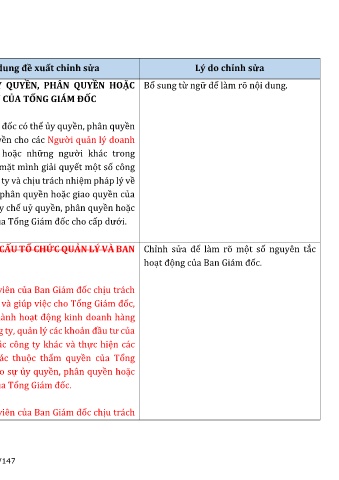 dung đề xuất chỉnh sửa
Lý do chỉnh sửa
QUYỀN, PHÂN QUYỀN HOẶC
CỦA TỔNG GIÁM ĐỐC
đốc có thể ủy quyền, phân quyền
yền cho các Người quản lý doanh
hoặc những người khác trong
mặt mình giải quyết một số công
ty và chịu trách nhiệm pháp lý về
phân quyền hoặc giao quyền của
y chế uỷ quyền, phân quyền hoặc
ủa Tổng Giám đốc cho cấp dưới.
Bổ sung từ ngữ để làm rõ nội dung.
CẤU TỔ CHỨC QUẢN LÝ VÀ BAN
viên của Ban Giám đốc chịu trách
và giúp việc cho Tổng Giám đốc,
ành hoạt động kinh doanh hàng
g ty, quản lý các khoản đầu tư của
ác công ty khác và thực hiện các
ác thuộc thẩm quyền của Tổng
o sự ủy quyền, phân quyền hoặc
ủa Tổng Giám đốc.
viên của Ban Giám đốc chịu trách
Chỉnh sửa để làm rõ một số nguyên tắc
hoạt động của Ban Giám đốc.
/147